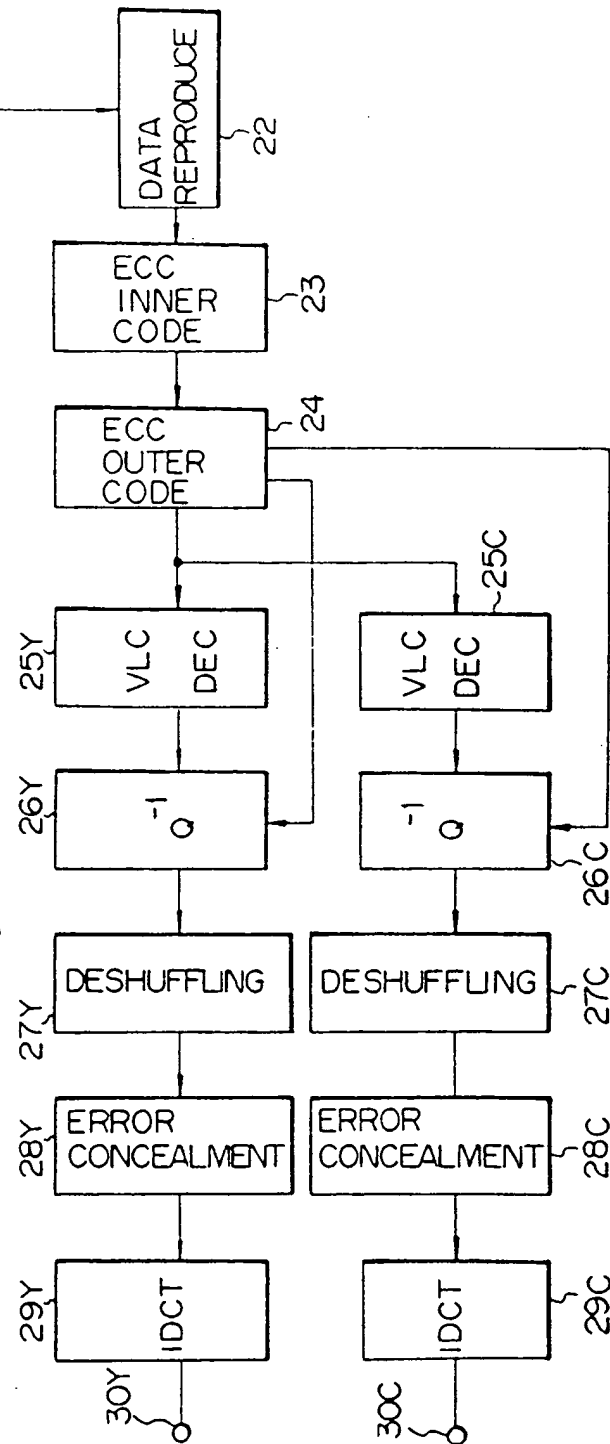 DATA
REPRODUCE
22
ECC
INNER
CODE
23
ECC
OUTER
CODE
24
25Y
VLC
DEC
25C
VLC
DEC
26Y
Q⁻¹
26C
Q⁻¹
27Y
DESHUFFLING
27C
DESHUFFLING
28Y
ERROR
CONCEALMENT
28C
ERROR
CONCEALMENT
29Y
IDCT
29C
IDCT
30Y
30C